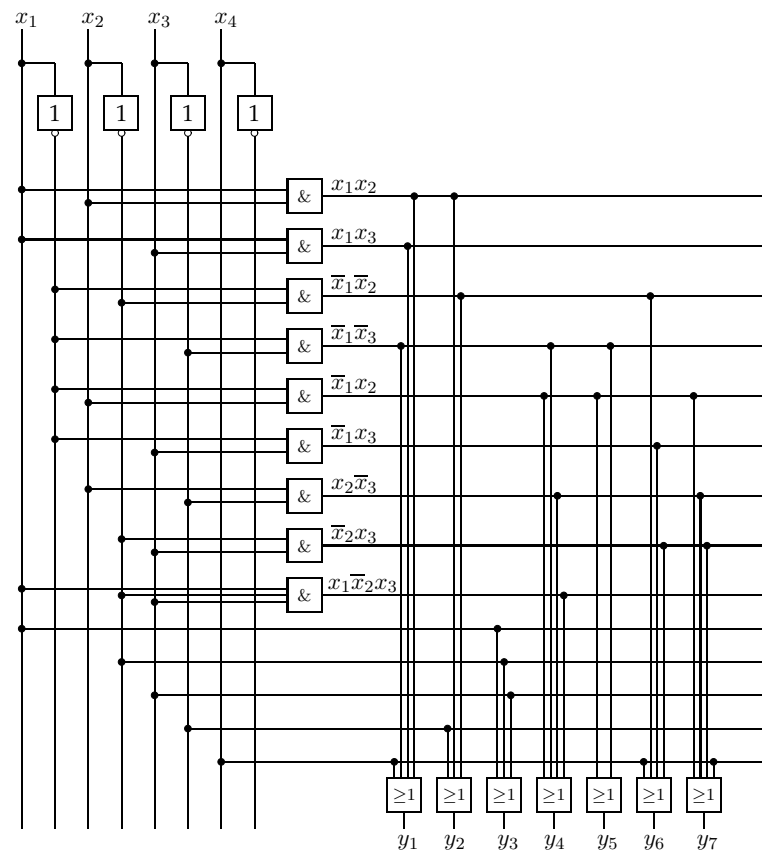 x₁ x₂ x₃ x₄
1 1 1 1
& x₁x₂
& x₁x₃
& x̅₁x̅₂
& x̅₁x̅₃
& x̅₁x₂
& x̅₁x₃
& x₂x̅₃
& x̅₂x₃
& x₁x̅₂x₃
≥1 ≥1 ≥1 ≥1 ≥1 ≥1 ≥1
y₁ y₂ y₃ y₄ y₅ y₆ y₇